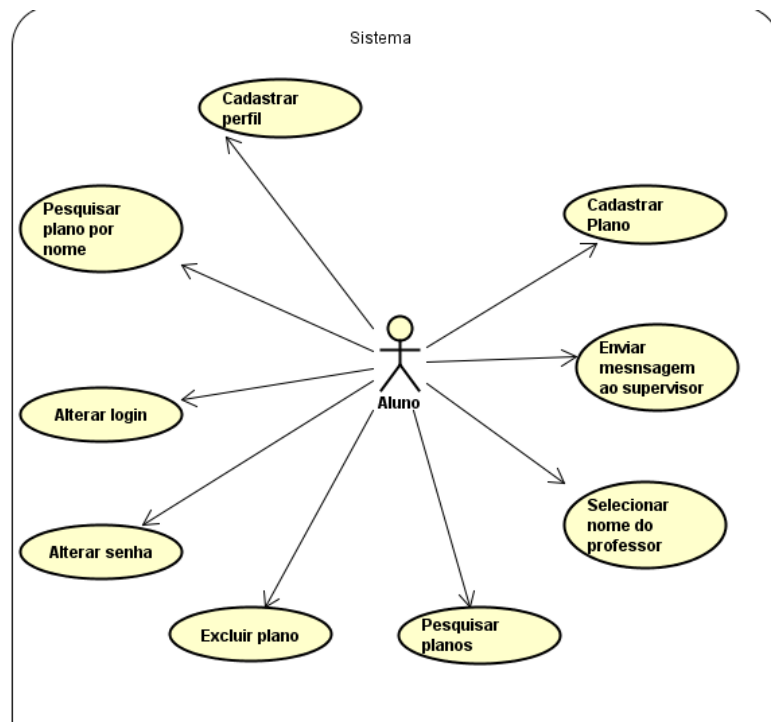 Sistema
Cadastrar
perfil
Pesquisar
plano por
nome
Cadastrar
Plano
Enviar
mesnsagem
ao supervisor
Aluno
Alterar login
Selecionar
nome do
professor
Alterar senha
Excluir plano
Pesquisar
planos